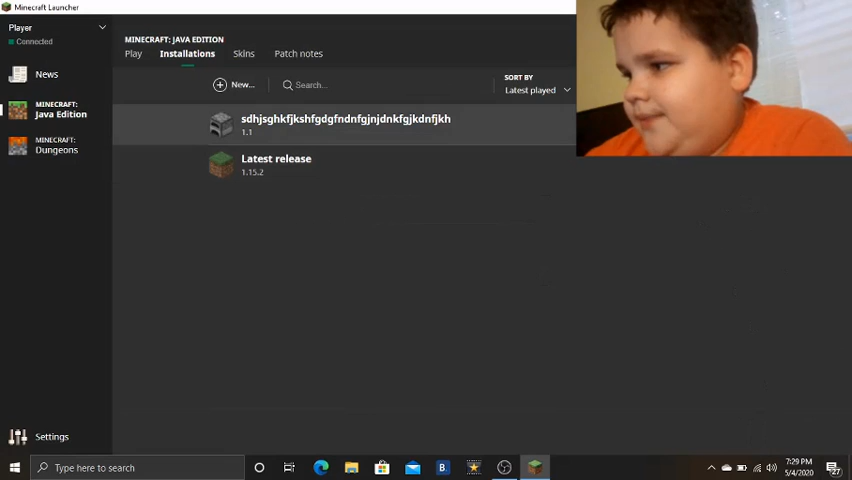 Minecraft Launcher
Player
Connected
News
MINECRAFT:
Java Edition
MINECRAFT:
Dungeons
Settings
MINECRAFT: JAVA EDITION
Play Installations Skins Patch notes
New... Search...
SORT BY
Last played
sdhjsghkfjkshfgdgfndnfgjnjdnkfgjkdnfjkh
1.1
Latest release
1.15.2
Type here to search
B.
7:29 PM
5/4/2020
27